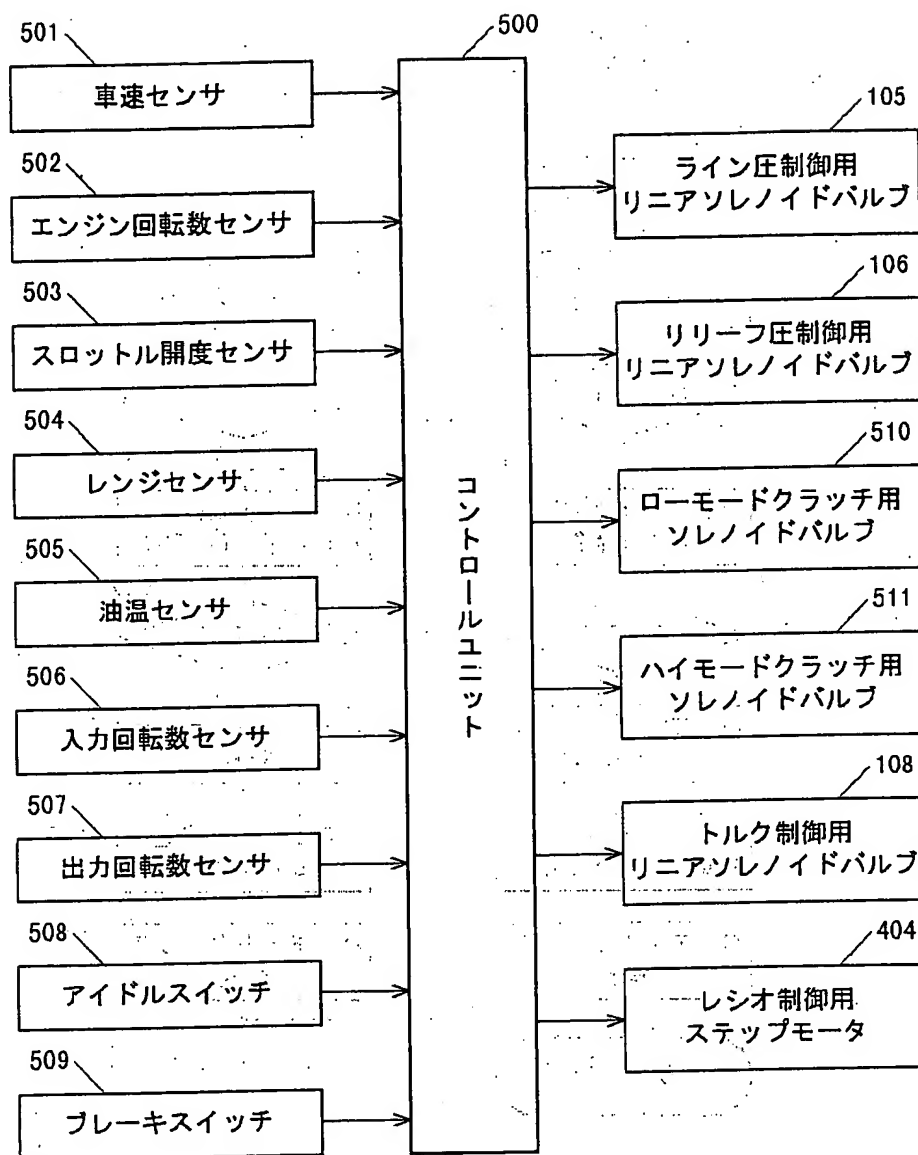 500
501
車速センサ
502
エンジン回転数センサ
503
スロットル開度センサ
504
レンジセンサ
505
油温センサ
506
入力回転数センサ
507
出力回転数センサ
508
アイドルスイッチ
509
ブレーキスイッチ
コントロールユニット
105
ライン圧制御用
リニアソレノイドバルブ
106
リリーフ圧制御用
リニアソレノイドバルブ
510
ローモードクラッチ用
ソレノイドバルブ
511
ハイモードクラッチ用
ソレノイドバルブ
108
トルク制御用
リニアソレノイドバルブ
404
レシオ制御用
ステップモータ